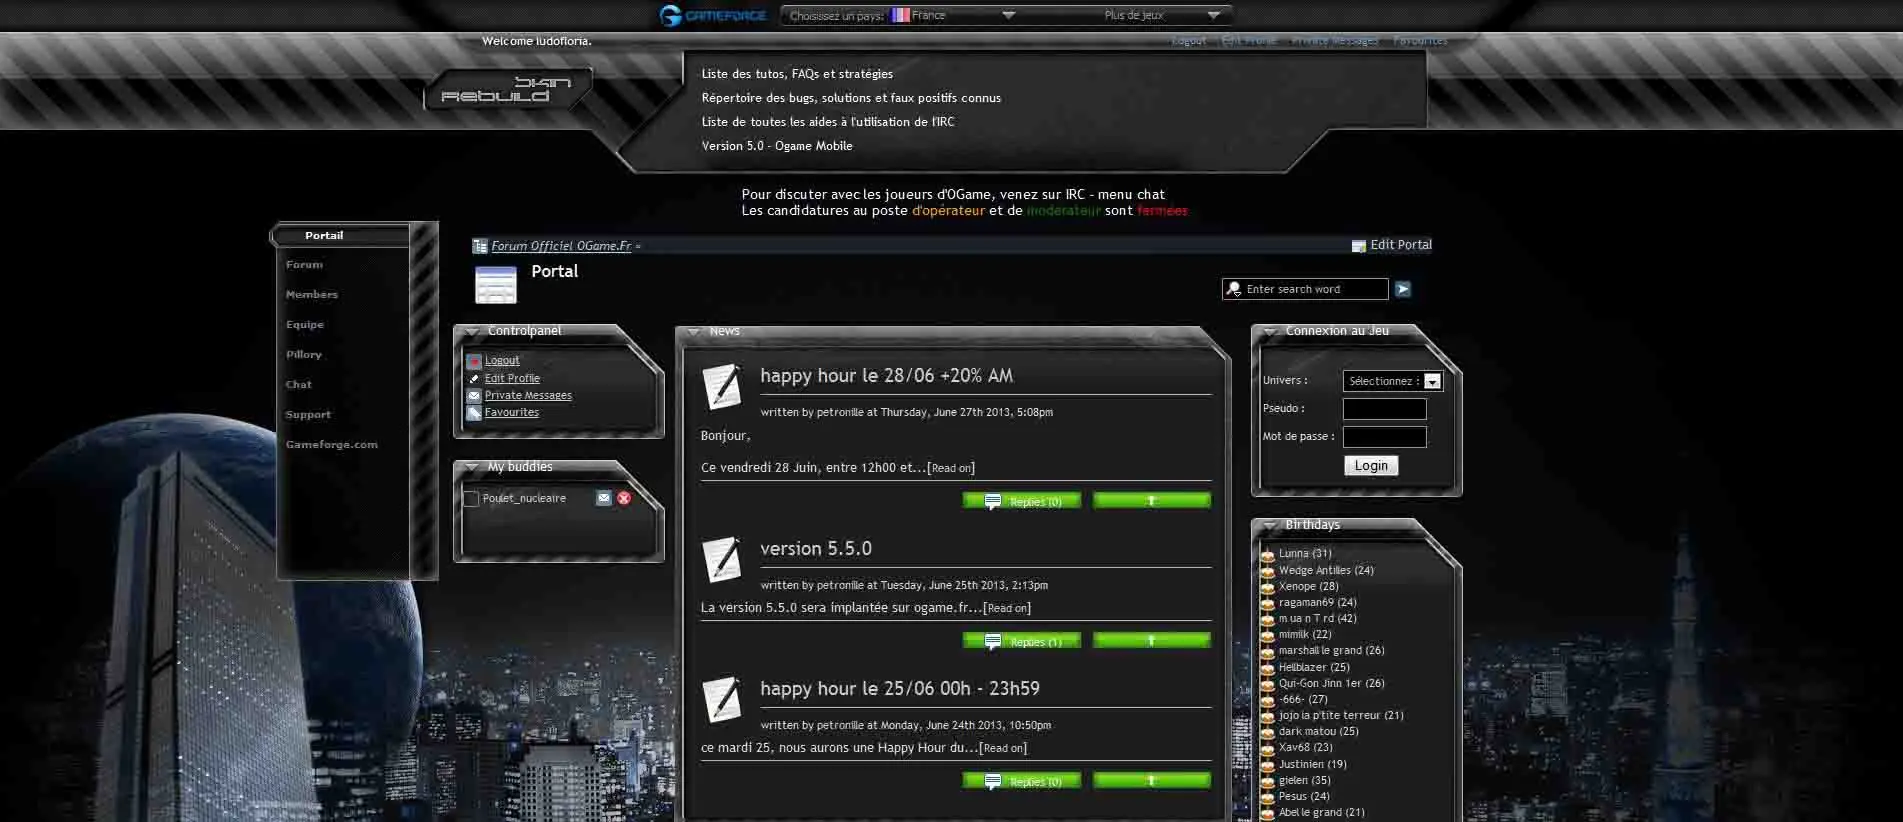 GAMEFORGE
Choisissez un pays: France
Plus de jeux
Welcome ludofloria.
Logout Edit Profile Private Messages Favourites
Skin
Rebuild
Liste des tutos, FAQs et stratégies
Répertoire des bugs, solutions et faux positifs connus
Liste de toutes les aides à l'utilisation de l'IRC
Version 5.0 - Ogame Mobile
Pour discuter avec les joueurs d'OGame, venez sur IRC - menu chat
Les candidatures au poste d'opérateur et de modérateur sont fermées
Portail
Forum
Members
Equipe
Pillory
Chat
Support
Gameforge.com
Forum Officiel OGame.Fr »
Edit Portal
Portal
Enter search word
Controlpanel
Logout
Edit Profile
Private Messages
Favourites
My buddies
Poulet_nucleaire
News
happy hour le 28/06 +20% AM
written by petronille at Thursday, June 27th 2013, 5:08pm
Bonjour,
Ce vendredi 28 Juin, entre 12h00 et...[Read on]
Replies (0)
version 5.5.0
written by petronille at Tuesday, June 25th 2013, 2:13pm
La version 5.5.0 sera implantée sur ogame.fr...[Read on]
Replies (1)
happy hour le 25/06 00h - 23h59
written by petronille at Monday, June 24th 2013, 10:50pm
ce mardi 25, nous aurons une Happy Hour du...[Read on]
Replies (0)
Connexion au Jeu
Univers : Sélectionnez :
Pseudo :
Mot de passe :
Login
Birthdays
Lunna (31)
Wedge Antilles (24)
Xenope (28)
ragaman69 (24)
m ua n T rd (42)
mimilk (22)
marshall le grand (26)
Hellblazer (25)
Qui-Gon Jinn 1er (26)
-666- (27)
jojo la p'tite terreur (21)
dark matou (25)
Xav68 (23)
Justinien (19)
gielen (35)
Pesus (24)
Abel le grand (21)